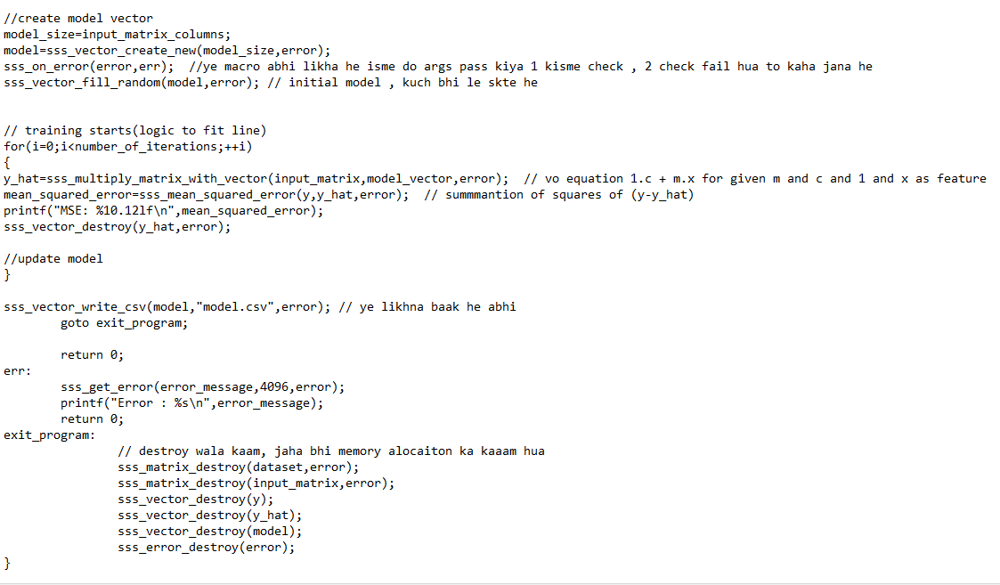 //create model vector
model_size=input_matrix_columns;
model=sss_vector_create_new(model_size,error);
sss_on_error(error,err);  //ye macro abhi likha he isme do args pass kiya 1 kisme check , 2 check fail hua to kaha jana he
sss_vector_fill_random(model,error); // initial model , kuch bhi le skte he
// training starts(logic to fit line)
for(i=0;i<number_of_iterations;++i)
{
y_hat=sss_multiply_matrix_with_vector(input_matrix,model_vector,error);  // vo equation 1.c + m.x for given m and c and 1 and x as feature
mean_squared_error=sss_mean_squared_error(y,y_hat,error);  // summmantion of squares of (y-y_hat)
printf("MSE: %10.12lf\n",mean_squared_error);
sss_vector_destroy(y_hat,error);
//update model
}
sss_vector_write_csv(model,"model.csv",error); // ye likhna baak he abhi
goto exit_program;
return 0;
err:
sss_get_error(error_message,4096,error);
printf("Error : %s\n",error_message);
return 0;
exit_program:
// destroy wala kaam, jaha bhi memory alocaiton ka kaaam hua
sss_matrix_destroy(dataset,error);
sss_matrix_destroy(input_matrix,error);
sss_vector_destroy(y);
sss_vector_destroy(y_hat);
sss_vector_destroy(model);
sss_error_destroy(error);
}